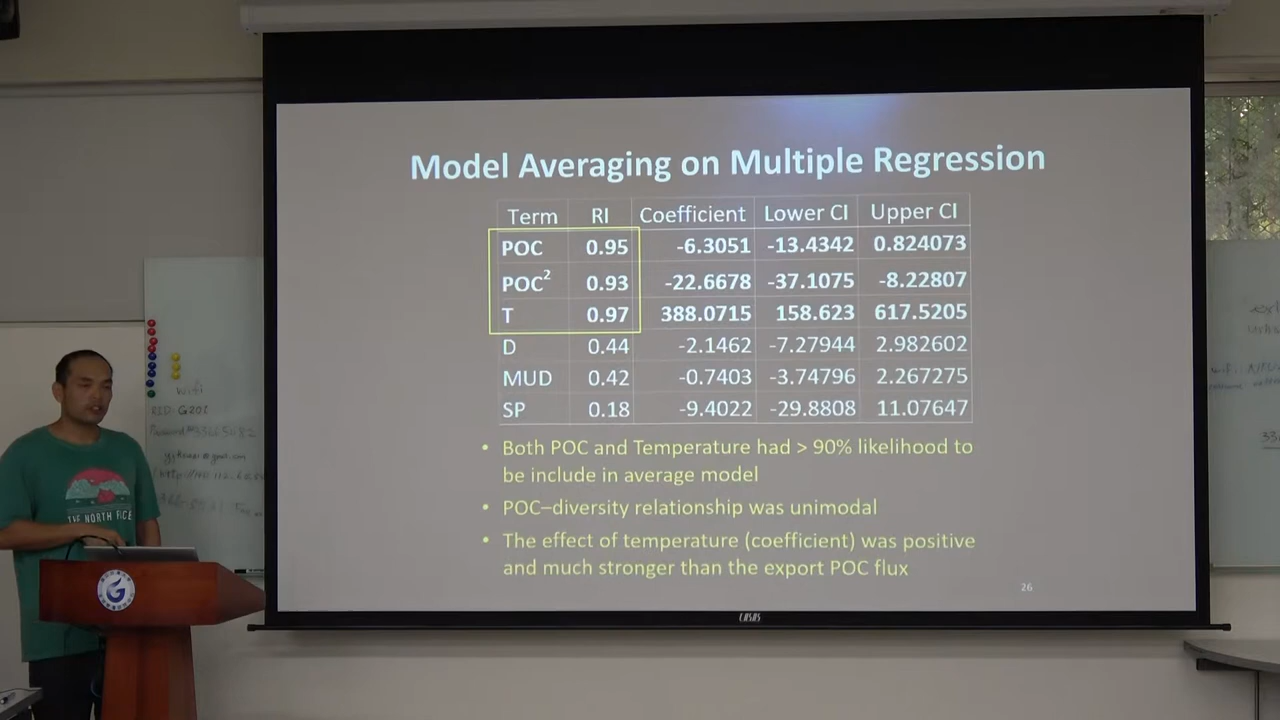 Model Averaging on Multiple Regression
Term RI Coefficient Lower CI Upper CI
POC 0.95 -6.3051 -13.4342 0.824073
POC² 0.93 -22.6678 -37.1075 -8.22807
T 0.97 388.0715 158.623 617.5205
D 0.44 -2.1462 -7.27944 2.982602
MUD 0.42 -0.7403 -3.74796 2.267275
SP 0.18 -9.4022 -29.8808 11.07647
• Both POC and Temperature had > 90% likelihood to
be include in average model
• POC–diversity relationship was unimodal
• The effect of temperature (coefficient) was positive
and much stronger than the export POC flux
26
wifi
THE NORTH FACE